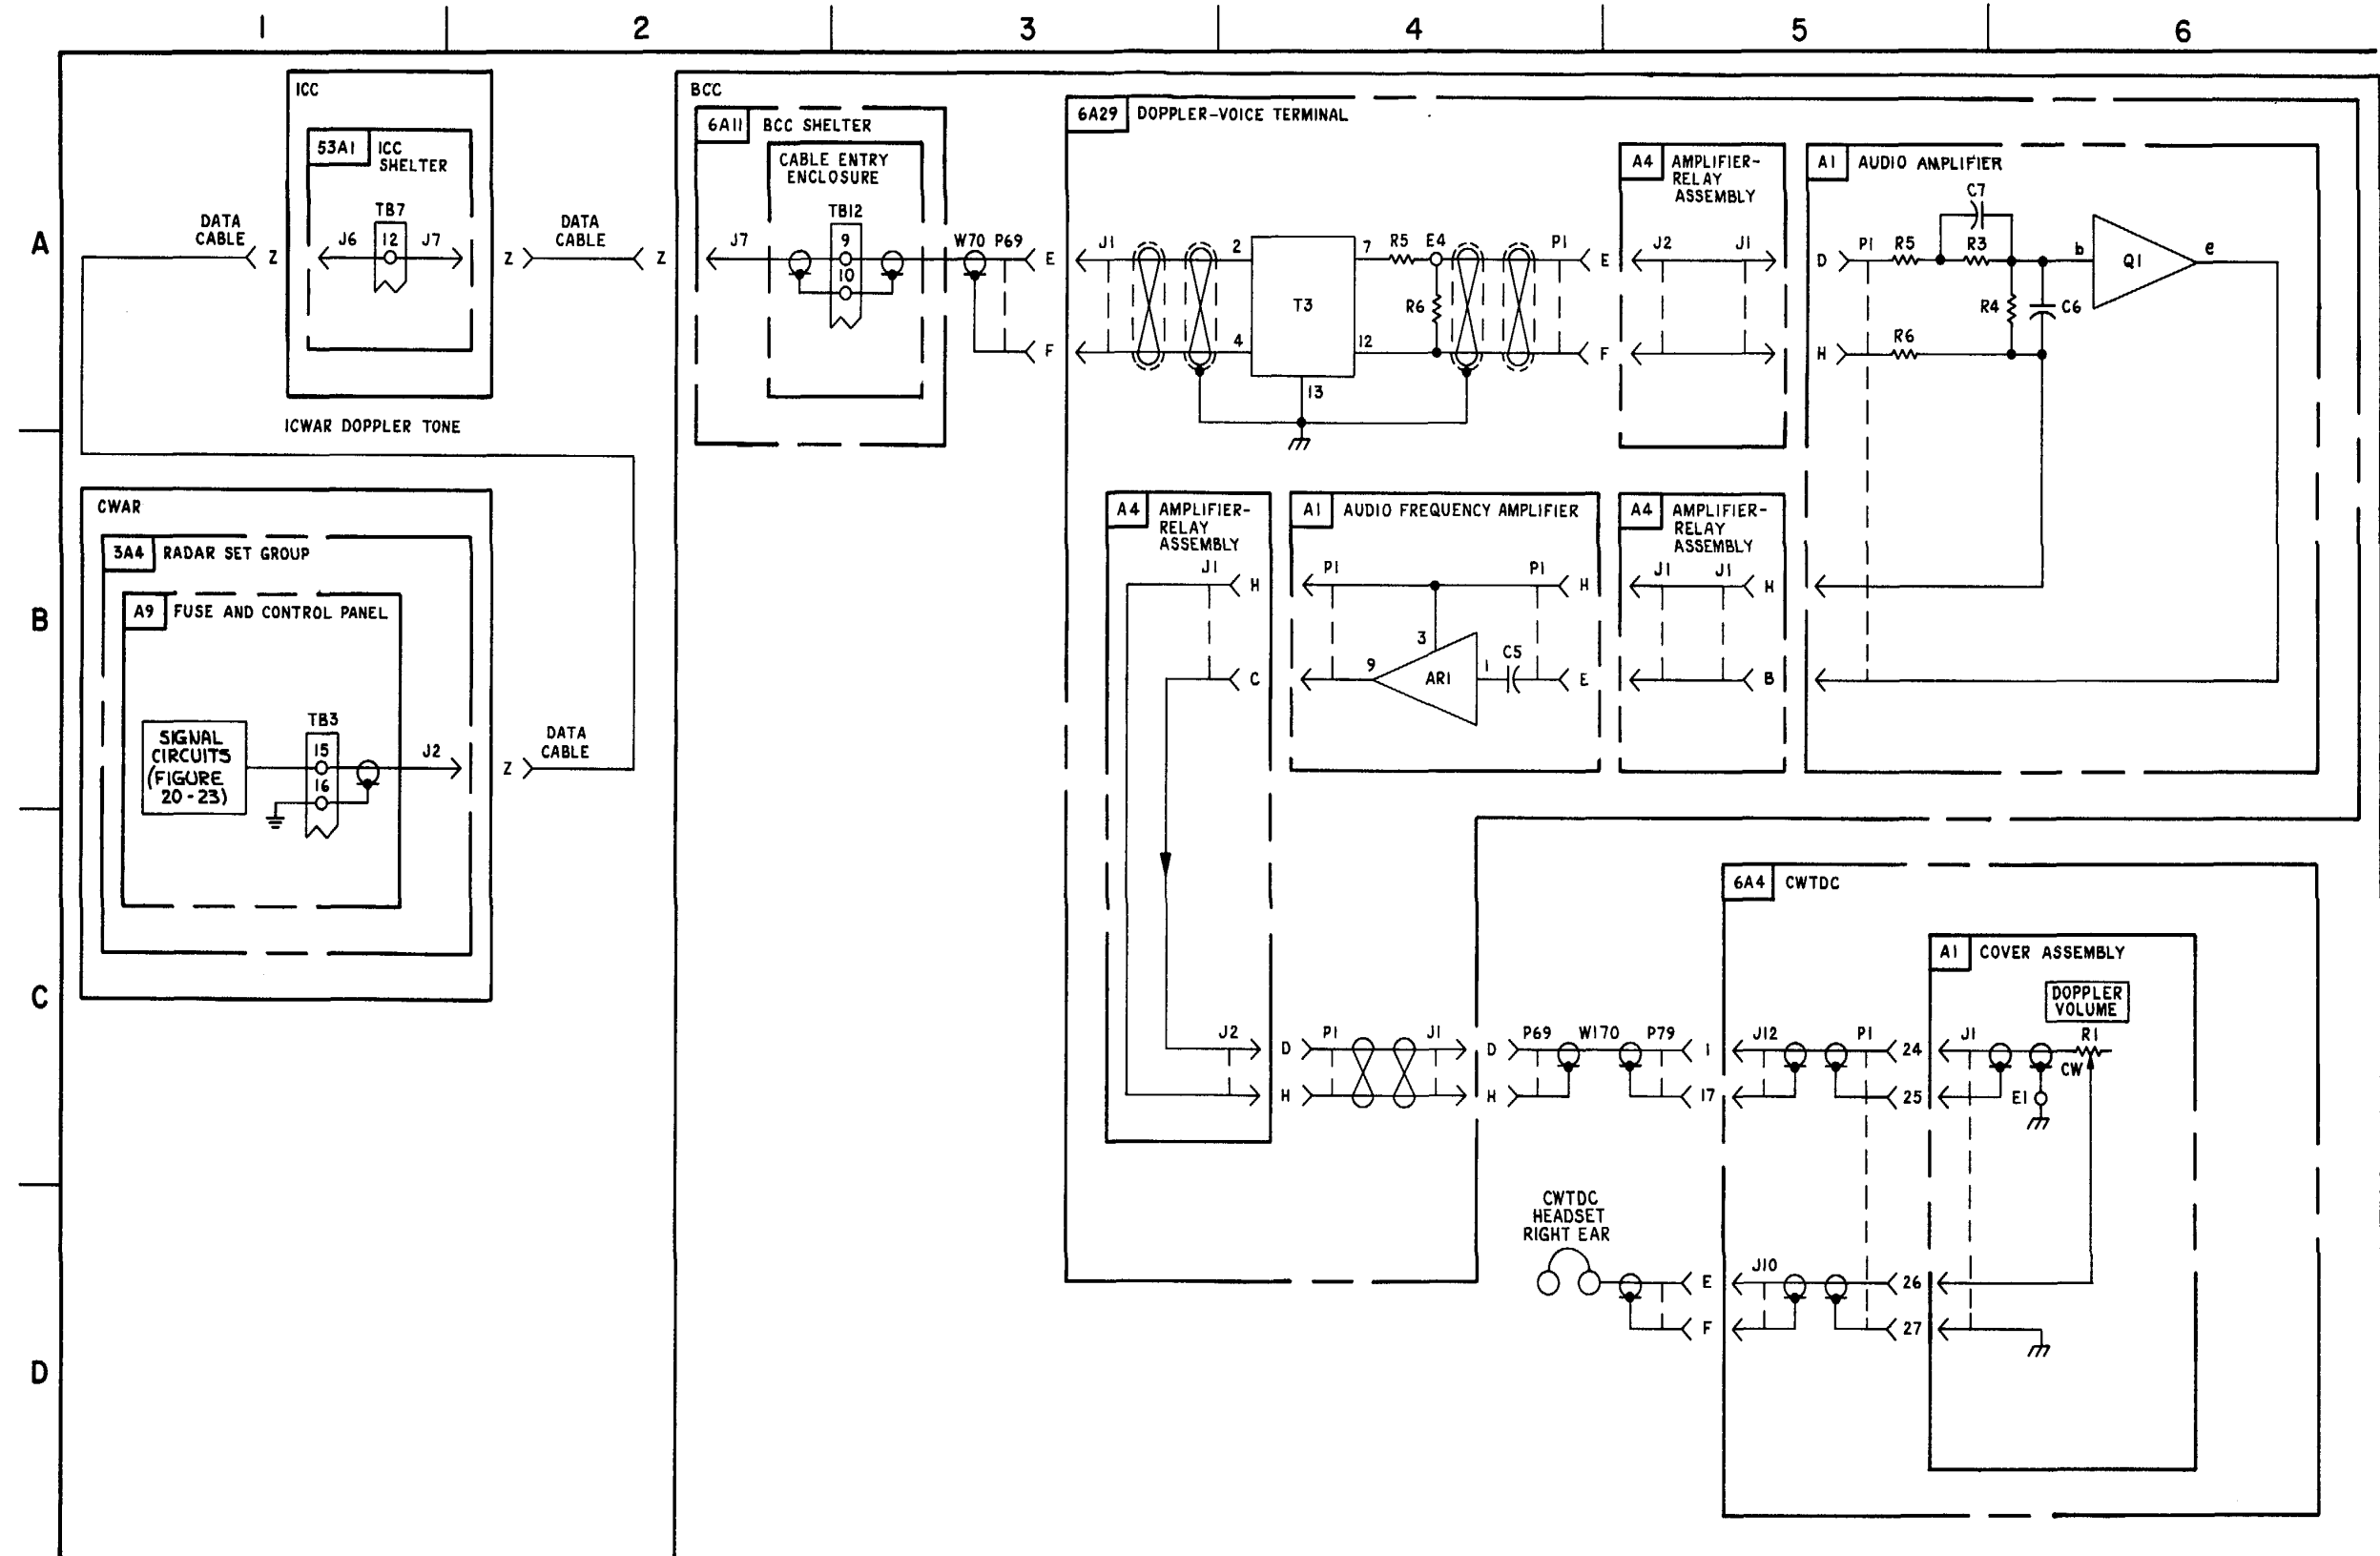 1 2 3 4 5 6
A
B
C
D
ICC
53A1 ICC
SHELTER
TB7
J6 12 J7
DATA
CABLE
Z
Z
DATA
CABLE
Z
ICWAR DOPPLER TONE
CWAR
3A4 RADAR SET GROUP
A9 FUSE AND CONTROL PANEL
SIGNAL
CIRCUITS
(FIGURE
20-23)
TB3
15
16
J2
Z
DATA
CABLE
BCC
6A11 BCC SHELTER
CABLE ENTRY
ENCLOSURE
TB12
J7
9
10
W70 P69
E
F
6A29 DOPPLER-VOICE TERMINAL
J1
2
4
T3
7
12
13
R5 E4
R6
P1
E
F
A4 AMPLIFIER-
RELAY
ASSEMBLY
J2 J1
A1 AUDIO AMPLIFIER
D P1 R5 R3
C7
R4 C6
H R6
b Q1 e
A4 AMPLIFIER-
RELAY
ASSEMBLY
J1 H
C
A1 AUDIO FREQUENCY AMPLIFIER
P1 P1 H
3
9 AR1 1 C5 E
A4 AMPLIFIER-
RELAY
ASSEMBLY
J1 J1 H
B
J2 D P1 J1 D P69 W170 P79 1
H H 17
6A4 CWTDC
J12 P1 24
25
A1 COVER ASSEMBLY
DOPPLER
VOLUME
J1 R1
CW
E1
CWTDC
HEADSET
RIGHT EAR
E J10 26
F 27